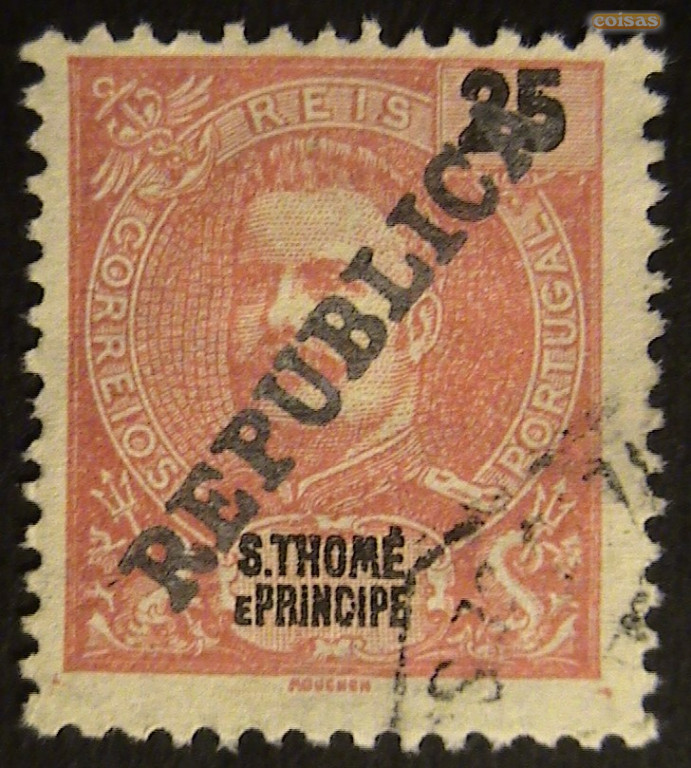 coisas
25
REIS
CORREIOS
PORTUGAL
REPUBLICA
S. THOMÉ
E PRINCIPE
MOUCHON